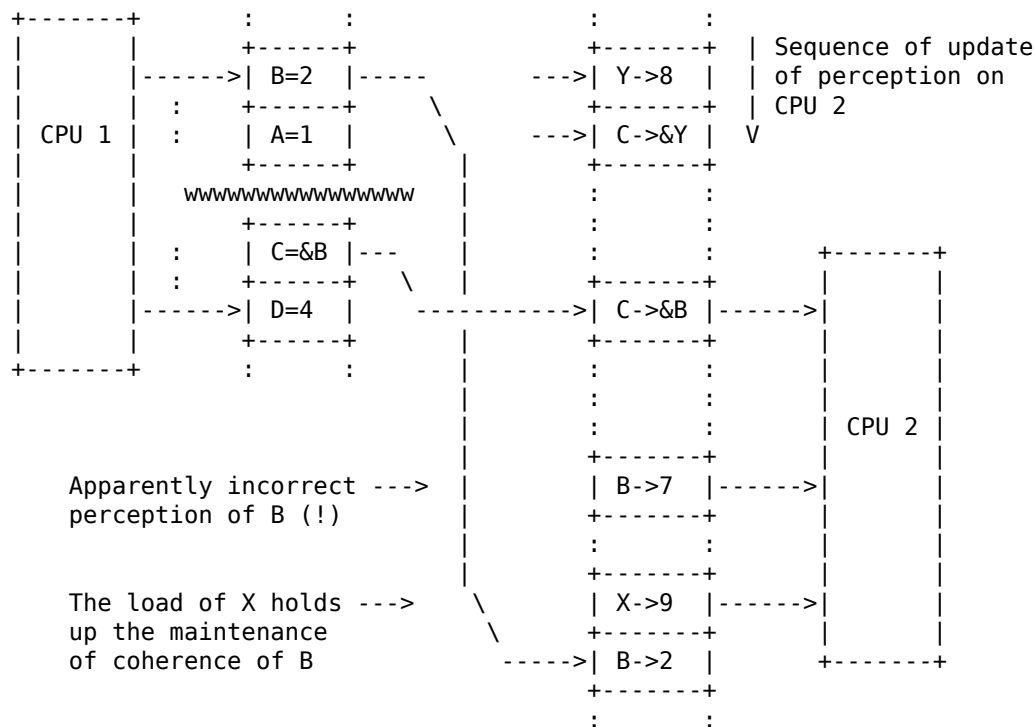 +-------+       :      :                :       :
|       |       +------+                +-------+  | Sequence of update
|       |------>| B=2  |-----       --->| Y->8  |  | of perception on
|       |  :    +------+     \          +-------+  | CPU 2
| CPU 1 |  :    | A=1  |      \     --->| C->&Y |  V
|       |       +------+       |        +-------+
|       |   wwwwwwwwwwwwwwww   |        :       :
|       |       +------+       |        :       :
|       |  :    | C=&B |---    |        :       :       +-------+
|       |  :    +------+   \   |        +-------+       |       |
|       |------>| D=4  |    ----------->| C->&B |------>|       |
|       |       +------+       |        +-------+       |       |
+-------+       :      :       |        :       :       |       |
                               |        :       :       |       |
                               |        :       :       | CPU 2 |
                               |        +-------+       |       |
    Apparently incorrect --->  |        | B->7  |------>|       |
    perception of B (!)        |        +-------+       |       |
                               |        :       :       |       |
                               |        +-------+       |       |
    The load of X holds --->    \       | X->9  |------>|       |
    up the maintenance           \      +-------+       |       |
    of coherence of B             ----->| B->2  |       +-------+
                                        +-------+
                                        :       :